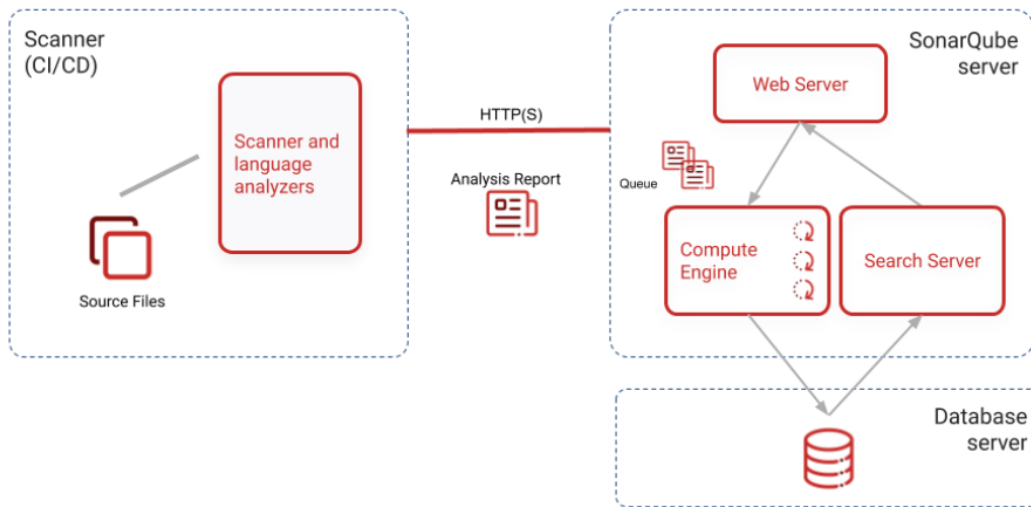 Scanner
(CI/CD)
Scanner and
language
analyzers
Source Files
HTTP(S)
Analysis Report
SonarQube
server
Web Server
Queue
Compute
Engine
Search Server
Database
server